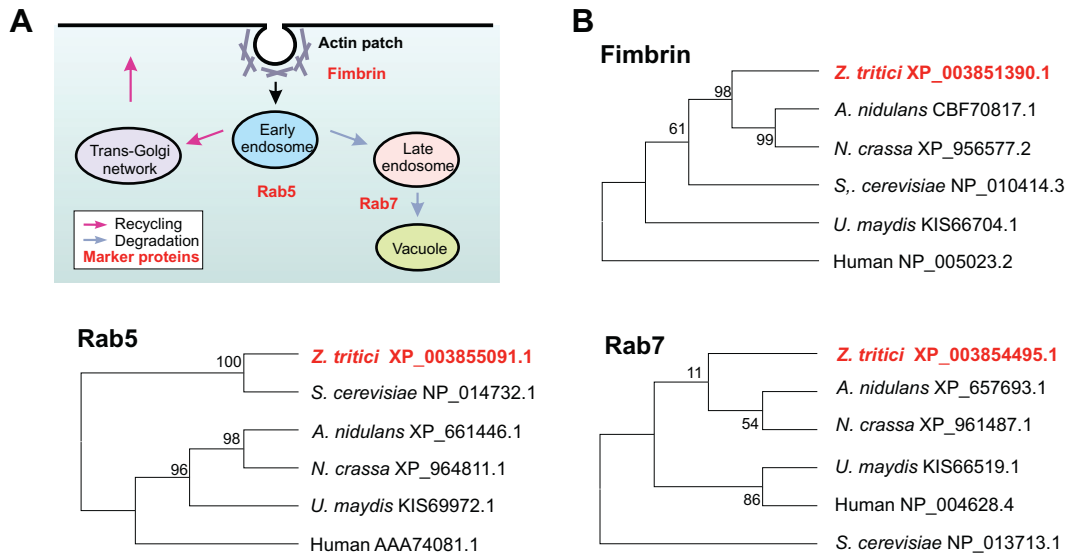 A
Actin patch
Fimbrin
Early
endosome
Trans-Golgi
network
Late
endosome
Rab5
Rab7
Recycling
Degradation
Marker proteins
Vacuole
B
Fimbrin
Z. tritici XP_003851390.1
98
A. nidulans CBF70817.1
99
N. crassa XP_956577.2
61
S,. cerevisiae NP_010414.3
U. maydis KIS66704.1
Human NP_005023.2
Rab5
Z. tritici XP_003855091.1
100
S. cerevisiae NP_014732.1
A. nidulans XP_661446.1
98
N. crassa XP_964811.1
96
U. maydis KIS69972.1
Human AAA74081.1
Rab7
Z. tritici XP_003854495.1
11
A. nidulans XP_657693.1
54
N. crassa XP_961487.1
U. maydis KIS66519.1
86
Human NP_004628.4
S. cerevisiae NP_013713.1